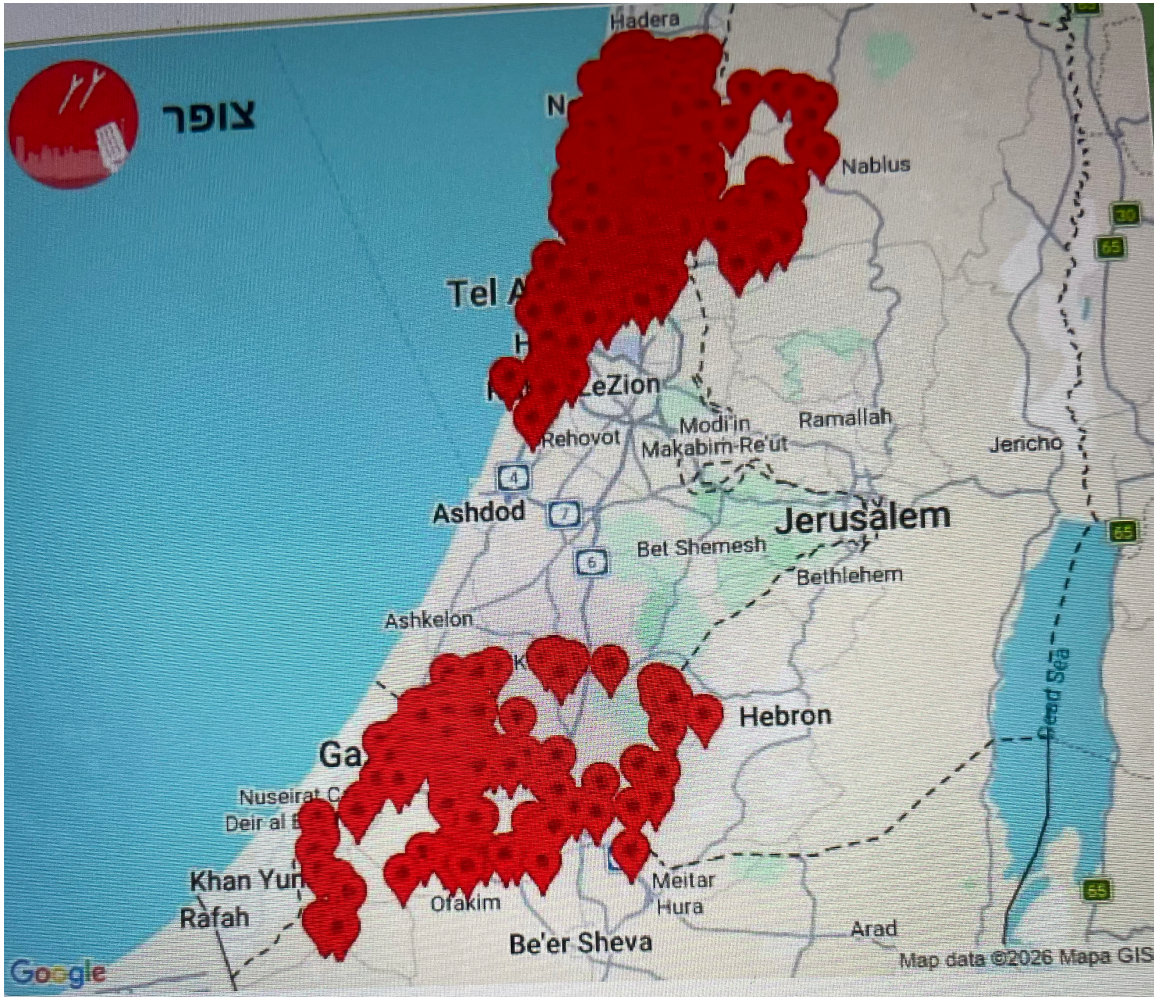 Hadera
צופר
N
Nablus
30
65
Tel A
H
LeZion
Modi'in
Makabim-Re'ut
Ramallah
Rehovot
Jericho
4
Ashdod
7
Jerusalem
65
6
Bet Shemesh
Bethlehem
Ashkelon
K
Dead Sea
Hebron
Ga
Nuseirat C
Deir al B
Khan Yun
Meitar
65
Rafah
Ofakim
Hura
Arad
Be'er Sheva
Map data ©2026 Mapa GIS
Google